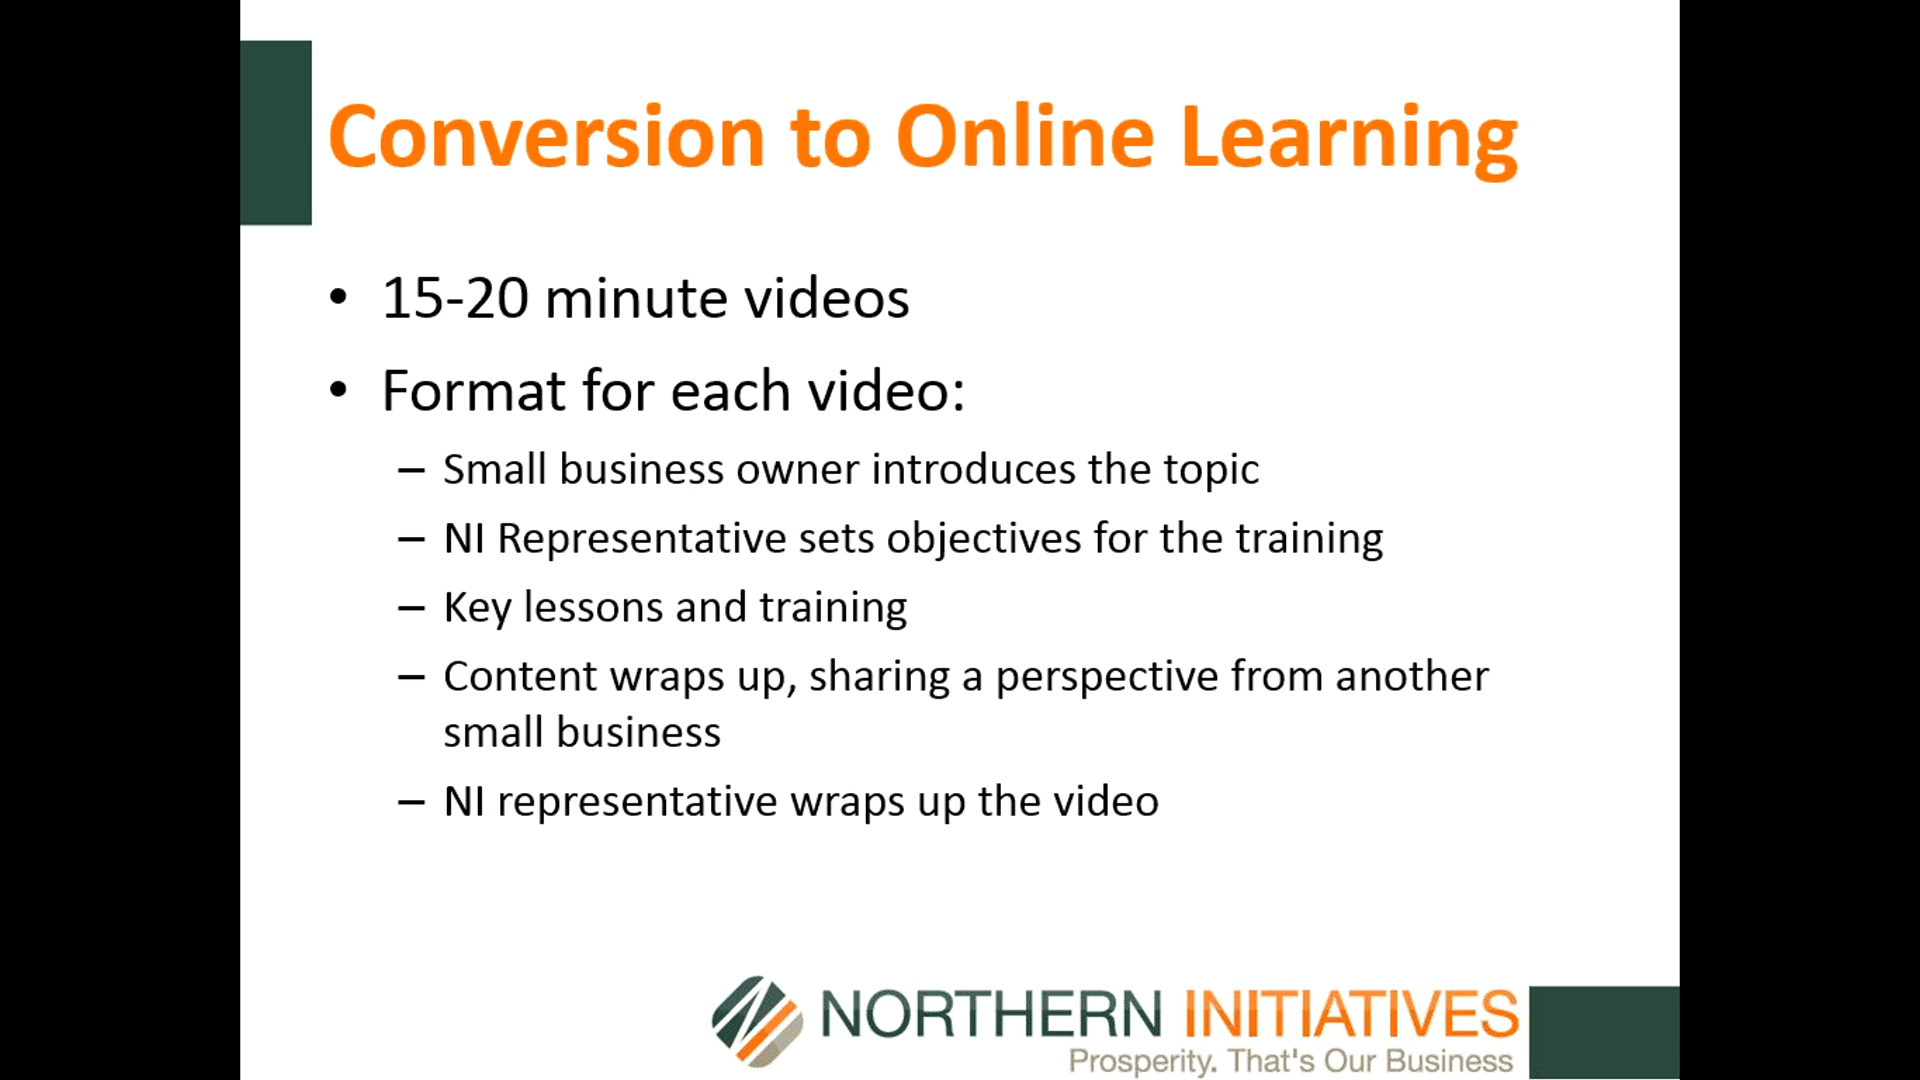 Conversion to Online Learning
• 15-20 minute videos
• Format for each video:
– Small business owner introduces the topic
– NI Representative sets objectives for the training
– Key lessons and training
– Content wraps up, sharing a perspective from another
small business
– NI representative wraps up the video
NORTHERN INITIATIVES
Prosperity. That's Our Business